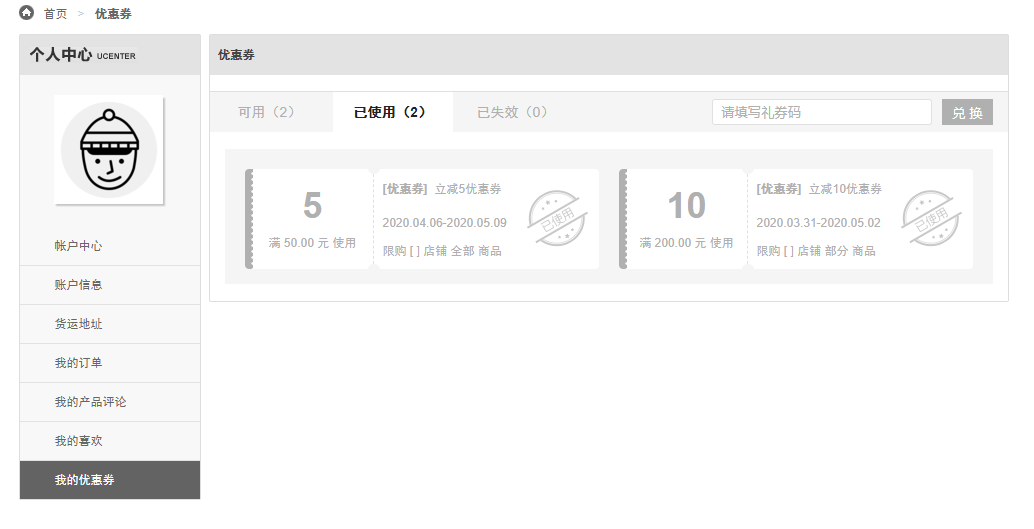 首页 > 优惠券
个人中心 UCENTER
帐户中心
账户信息
货运地址
我的订单
我的产品评论
我的喜欢
我的优惠券
优惠券
可用（2） 已使用（2） 已失效（0） 请填写礼券码 兑 换
5
满 50.00 元 使用
[优惠券] 立减5优惠券
2020.04.06-2020.05.09
限购 [ ] 店铺 全部 商品
已使用
10
满 200.00 元 使用
[优惠券] 立减10优惠券
2020.03.31-2020.05.02
限购 [ ] 店铺 部分 商品
已使用